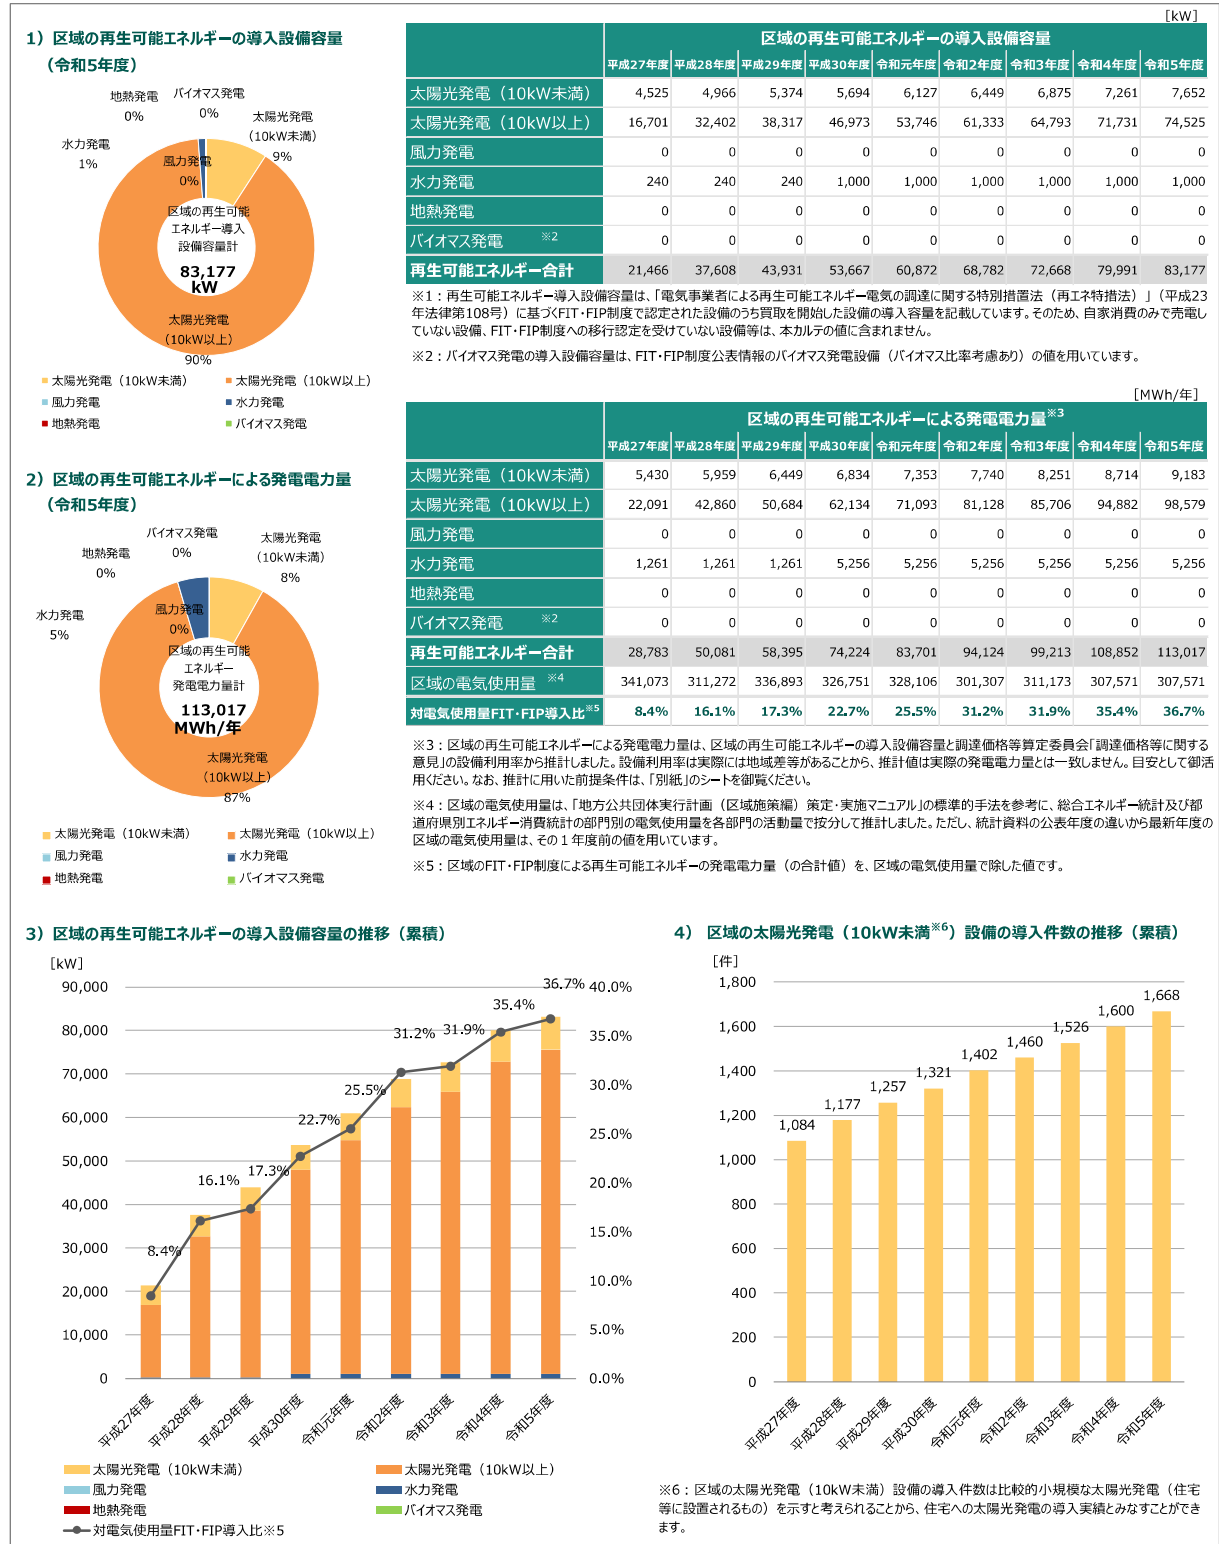 1）区域の再生可能エネルギーの導入設備容量
（令和5年度）
地熱発電
0%
バイオマス発電
0%
太陽光発電
(10kW未満)
9%
水力発電
1%
風力発電
0%
区域の再生可能
エネルギー導入
設備容量計
83,177
kW
太陽光発電
(10kW以上)
90%
太陽光発電（10kW未満） 太陽光発電（10kW以上）
風力発電 水力発電
地熱発電 バイオマス発電
[kW]
区域の再生可能エネルギーの導入設備容量
平成27年度 平成28年度 平成29年度 平成30年度 令和元年度 令和2年度 令和3年度 令和4年度 令和5年度
太陽光発電（10kW未満） 4,525 4,966 5,374 5,694 6,127 6,449 6,875 7,261 7,652
太陽光発電（10kW以上） 16,701 32,402 38,317 46,973 53,746 61,333 64,793 71,731 74,525
風力発電 0 0 0 0 0 0 0 0 0
水力発電 240 240 240 1,000 1,000 1,000 1,000 1,000 1,000
地熱発電 0 0 0 0 0 0 0 0 0
バイオマス発電 ※2 0 0 0 0 0 0 0 0 0
再生可能エネルギー合計 21,466 37,608 43,931 53,667 60,872 68,782 72,668 79,991 83,177
※1：再生可能エネルギー導入設備容量は、「電気事業者による再生可能エネルギー電気の調達に関する特別措置法（再エネ特措法）」（平成23
年法律第108号）に基づくFIT・FIP制度で認定された設備のうち買取を開始した設備の導入容量を記載しています。そのため、自家消費のみで売電し
ていない設備、FIT・FIP制度への移行認定を受けていない設備等は、本カルテの値に含まれません。
※2：バイオマス発電の導入設備容量は、FIT・FIP制度公表情報のバイオマス発電設備（バイオマス比率考慮あり）の値を用いています。
2）区域の再生可能エネルギーによる発電電力量
（令和5年度）
バイオマス発電
0%
地熱発電
0%
太陽光発電
(10kW未満)
8%
水力発電
5%
風力発電
0%
区域の再生可能
エネルギー
発電電力量計
113,017
MWh/年
太陽光発電
(10kW以上)
87%
太陽光発電（10kW未満） 太陽光発電（10kW以上）
風力発電 水力発電
地熱発電 バイオマス発電
[MWh/年]
区域の再生可能エネルギーによる発電電力量※3
平成27年度 平成28年度 平成29年度 平成30年度 令和元年度 令和2年度 令和3年度 令和4年度 令和5年度
太陽光発電（10kW未満） 5,430 5,959 6,449 6,834 7,353 7,740 8,251 8,714 9,183
太陽光発電（10kW以上） 22,091 42,860 50,684 62,134 71,093 81,128 85,706 94,882 98,579
風力発電 0 0 0 0 0 0 0 0 0
水力発電 1,261 1,261 1,261 5,256 5,256 5,256 5,256 5,256 5,256
地熱発電 0 0 0 0 0 0 0 0 0
バイオマス発電 ※2 0 0 0 0 0 0 0 0 0
再生可能エネルギー合計 28,783 50,081 58,395 74,224 83,701 94,124 99,213 108,852 113,017
区域の電気使用量 ※4 341,073 311,272 336,893 326,751 328,106 301,307 311,173 307,571 307,571
対電気使用量FIT・FIP導入比※5 8.4% 16.1% 17.3% 22.7% 25.5% 31.2% 31.9% 35.4% 36.7%
※3：区域の再生可能エネルギーによる発電電力量は、区域の再生可能エネルギーの導入設備容量と調達価格等算定委員会「調達価格等に関する
意見」の設備利用率から推計しました。設備利用率は実際には地域差等があることから、推計値は実際の発電電力量とは一致しません。目安として御活
用ください。なお、推計に用いた前提条件は、「別紙」のシートを御覧ください。
※4：区域の電気使用量は、「地方公共団体実行計画（区域施策編）策定・実施マニュアル」の標準的手法を参考に、総合エネルギー統計及び都
道府県別エネルギー消費統計の部門別の電気使用量を各部門の活動量で按分して推計しました。ただし、統計資料の公表年度の違いから最新年度の
区域の電気使用量は、その１年度前の値を用いています。
※5：区域のFIT・FIP制度による再生可能エネルギーの発電電力量（の合計値）を、区域の電気使用量で除した値です。
3）区域の再生可能エネルギーの導入設備容量の推移（累積）
[kW]
90,000
80,000
70,000
60,000
50,000
40,000
30,000
20,000
10,000
0
8.4%
16.1%
17.3%
22.7%
25.5%
31.2%
31.9%
35.4%
36.7%
40.0%
35.0%
30.0%
25.0%
20.0%
15.0%
10.0%
5.0%
0.0%
平成27年度 平成28年度 平成29年度 平成30年度 令和元年度 令和2年度 令和3年度 令和4年度 令和5年度
太陽光発電（10kW未満） 太陽光発電（10kW以上）
風力発電 水力発電
地熱発電 バイオマス発電
対電気使用量FIT・FIP導入比※5
4） 区域の太陽光発電（10kW未満※6）設備の導入件数の推移（累積）
[件]
1,800
1,600
1,400
1,200
1,000
800
600
400
200
0
1,084
1,177
1,257
1,321
1,402
1,460
1,526
1,600
1,668
平成27年度 平成28年度 平成29年度 平成30年度 令和元年度 令和2年度 令和3年度 令和4年度 令和5年度
※6：区域の太陽光発電（10kW未満）設備の導入件数は比較的小規模な太陽光発電（住宅
等に設置されるもの）を示すと考えられることから、住宅への太陽光発電の導入実績とみなすことができ
ます。